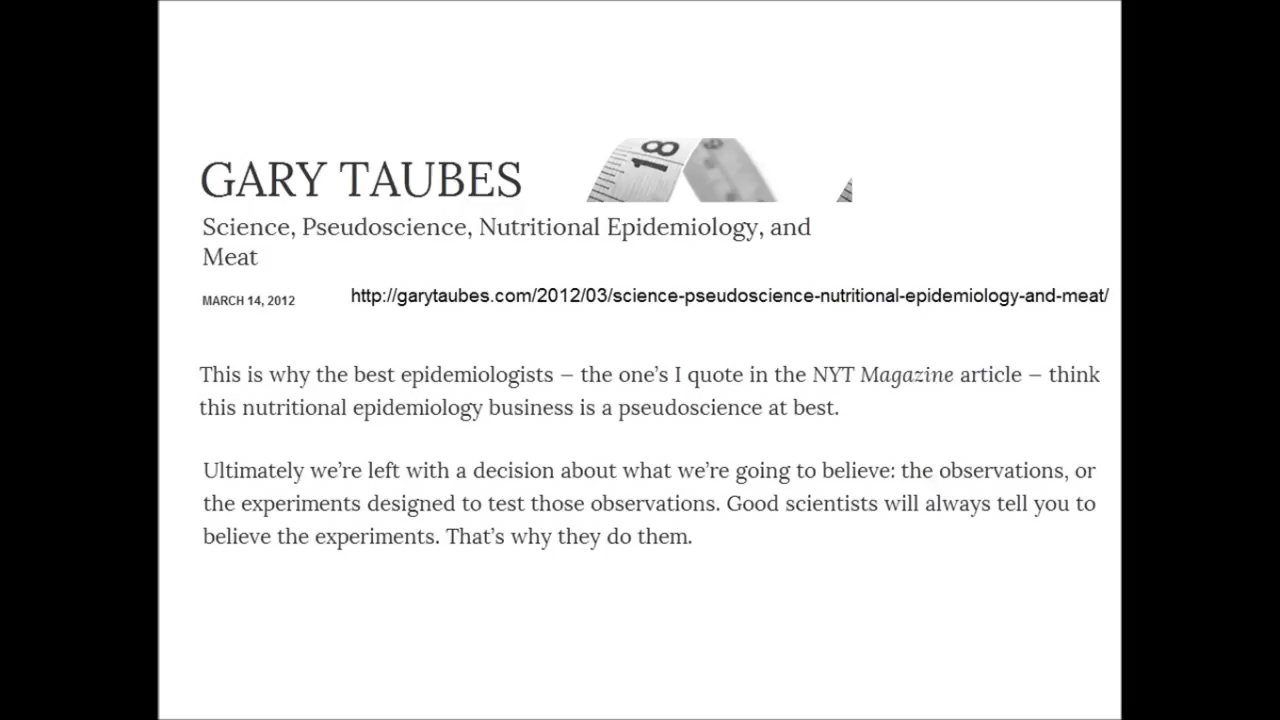 GARY TAUBES
18
Science, Pseudoscience, Nutritional Epidemiology, and
Meat
MARCH 14, 2012
http://garytaubes.com/2012/03/science-pseudoscience-nutritional-epidemiology-and-meat/
This is why the best epidemiologists – the one's I quote in the NYT Magazine article – think
this nutritional epidemiology business is a pseudoscience at best.
Ultimately we're left with a decision about what we're going to believe: the observations, or
the experiments designed to test those observations. Good scientists will always tell you to
believe the experiments. That's why they do them.